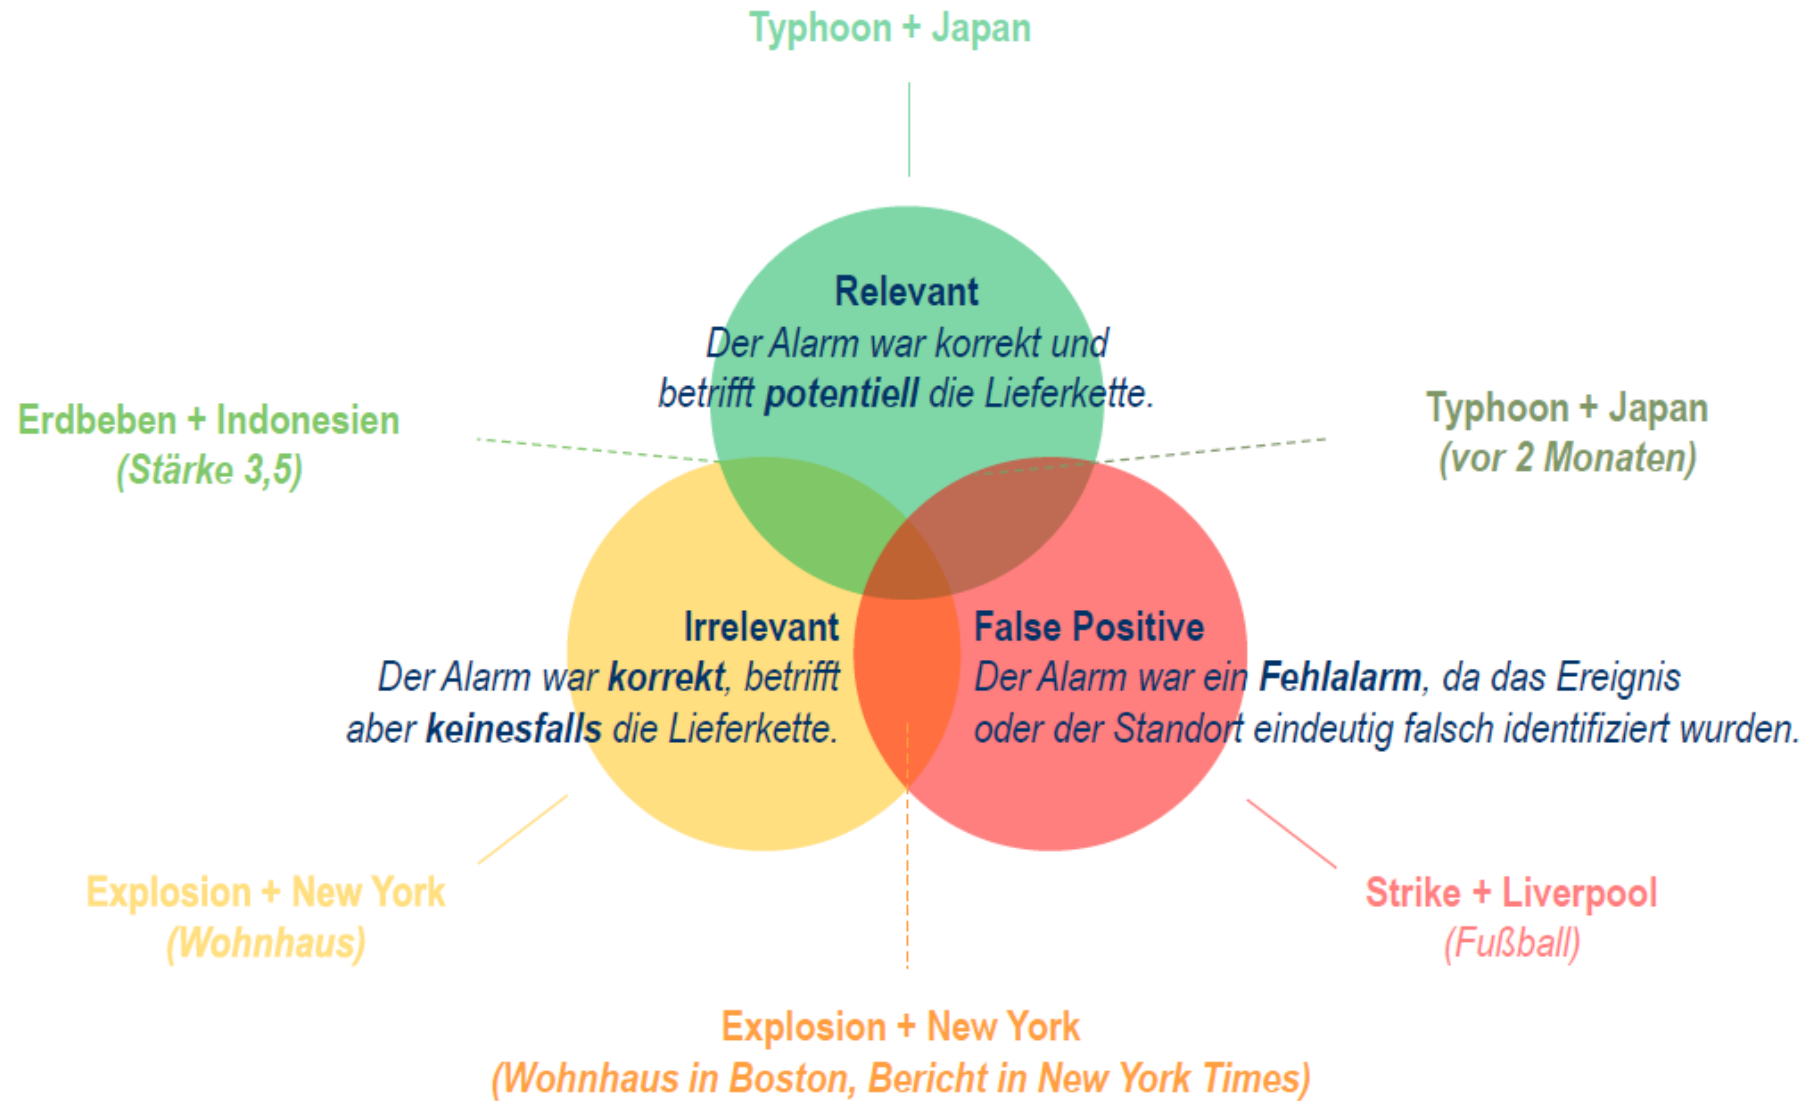 Typhoon + Japan
Relevant
Der Alarm war korrekt und
betrifft potentiell die Lieferkette.
Erdbeben + Indonesien
(Stärke 3,5)
Typhoon + Japan
(vor 2 Monaten)
Irrelevant
Der Alarm war korrekt, betrifft
aber keinesfalls die Lieferkette.
False Positive
Der Alarm war ein Fehlalarm, da das Ereignis
oder der Standort eindeutig falsch identifiziert wurden.
Explosion + New York
(Wohnhaus)
Strike + Liverpool
(Fußball)
Explosion + New York
(Wohnhaus in Boston, Bericht in New York Times)